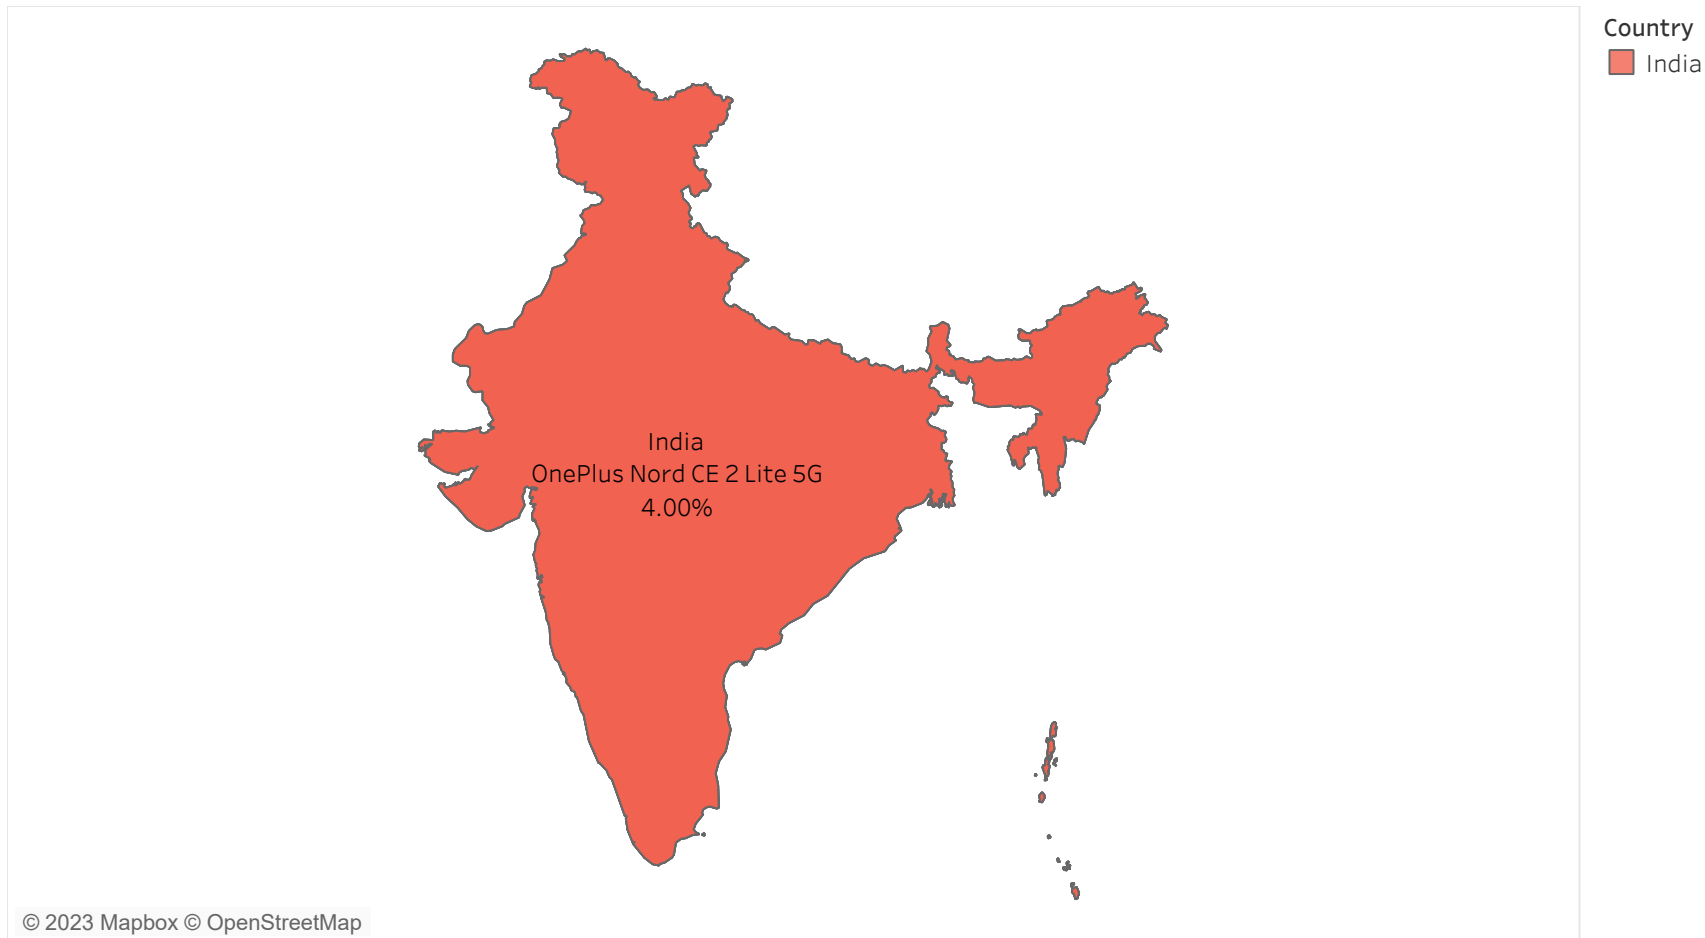 Country
India
India
OnePlus Nord CE 2 Lite 5G
4.00%
© 2023 Mapbox © OpenStreetMap